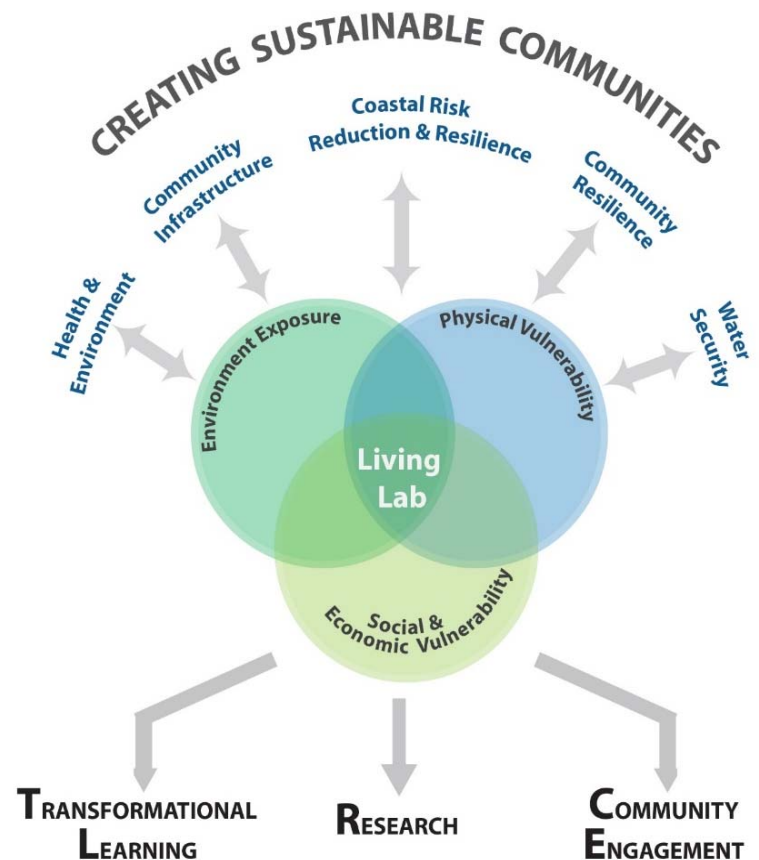 CREATING SUSTAINABLE COMMUNITIES
Coastal Risk
Reduction & Resilience
Community
Infrastructure
Community
Resilience
Health &
Environment
Water
Security
Environment Exposure
Physical Vulnerability
Living
Lab
Social &
Economic Vulnerability
TRANSFORMATIONAL
LEARNING
RESEARCH
COMMUNITY
ENGAGEMENT